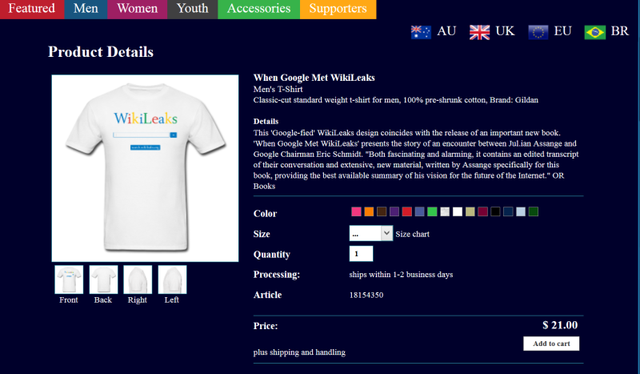 Featured
Men
Women
Youth
Accessories
Supporters
AU
UK
EU
BR
Product Details
WikiLeaks
Front
Back
Right
Left
When Google Met WikiLeaks
Men's T-Shirt
Classic-cut standard weight t-shirt for men, 100% pre-shrunk cotton, Brand: Gildan
Details
This 'Google-fied' WikiLeaks design coincides with the release of an important new book.
'When Google Met WikiLeaks' presents the story of an encounter between Jul.ian Assange and
Google Chairman Eric Schmidt. "Both fascinating and alarming, it contains an edited transcript
of their conversation and extensive, new material, written by Assange specifically for this
book, providing the best available summary of his vision for the future of the Internet." OR
Books
Color
Size
...
Size chart
Quantity
1
Processing:
ships within 1-2 business days
Article
18154350
Price:
$ 21.00
Add to cart
plus shipping and handling